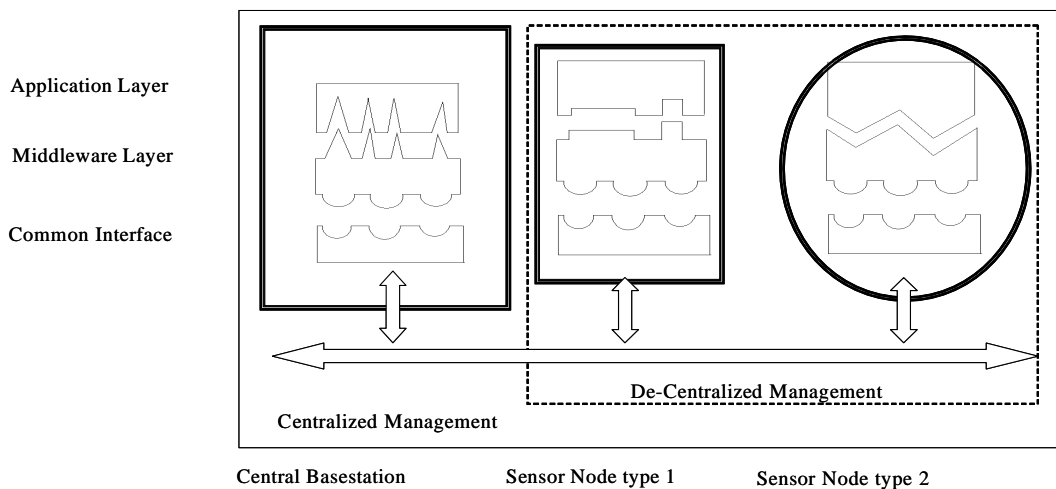 Application Layer
Middleware Layer
Common Interface
De-Centralized Management
Centralized Management
Central Basestation
Sensor Node type 1
Sensor Node type 2